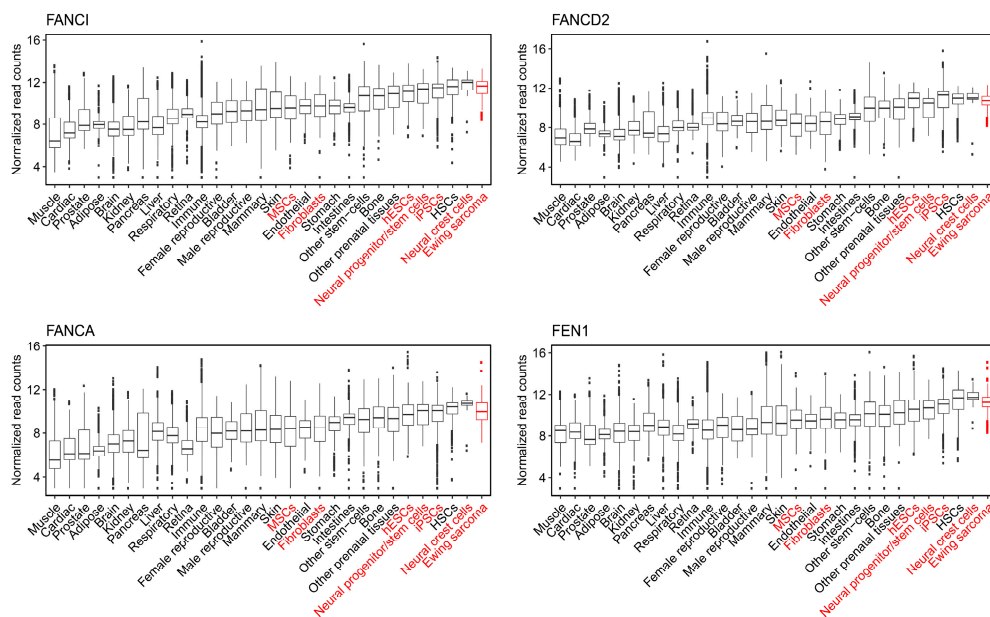 FANCI
Normalized read counts
16
12
8
4
Muscle
Cardiac
Prostate
Adipose
Brain
Kidney
Pancreas
Liver
Respiratory
Retina
Immune
Female reproductive
Bladder
Male reproductive
Mammary
Skin
MSCs
Endothelial
Fibroblasts
Stomach
Intestines
Other stem-cells
Bone
Other prenatal tissues
hESCs
Neural progenitor/stem cells
iPSCs
HSCs
Neural crest cells
Ewing sarcoma
FANCD2
Normalized read counts
16
12
8
4
Muscle
Cardiac
Prostate
Adipose
Brain
Kidney
Pancreas
Liver
Respiratory
Retina
Immune
Female reproductive
Bladder
Male reproductive
Mammary
Skin
MSCs
Endothelial
Fibroblasts
Stomach
Intestines
Other stem-cells
Bone
Other prenatal tissues
hESCs
Neural progenitor/stem cells
iPSCs
HSCs
Neural crest cells
Ewing sarcoma
FANCA
Normalized read counts
16
12
8
4
Muscle
Cardiac
Prostate
Adipose
Brain
Kidney
Pancreas
Liver
Respiratory
Retina
Immune
Female reproductive
Bladder
Male reproductive
Mammary
Skin
MSCs
Endothelial
Fibroblasts
Stomach
Intestines
Other stem-cells
Bone
Other prenatal tissues
hESCs
Neural progenitor/stem cells
iPSCs
HSCs
Neural crest cells
Ewing sarcoma
FEN1
Normalized read counts
16
12
8
4
Muscle
Cardiac
Prostate
Adipose
Brain
Kidney
Pancreas
Liver
Respiratory
Retina
Immune
Female reproductive
Bladder
Male reproductive
Mammary
Skin
MSCs
Endothelial
Fibroblasts
Stomach
Intestines
Other stem-cells
Bone
Other prenatal tissues
hESCs
Neural progenitor/stem cells
iPSCs
HSCs
Neural crest cells
Ewing sarcoma